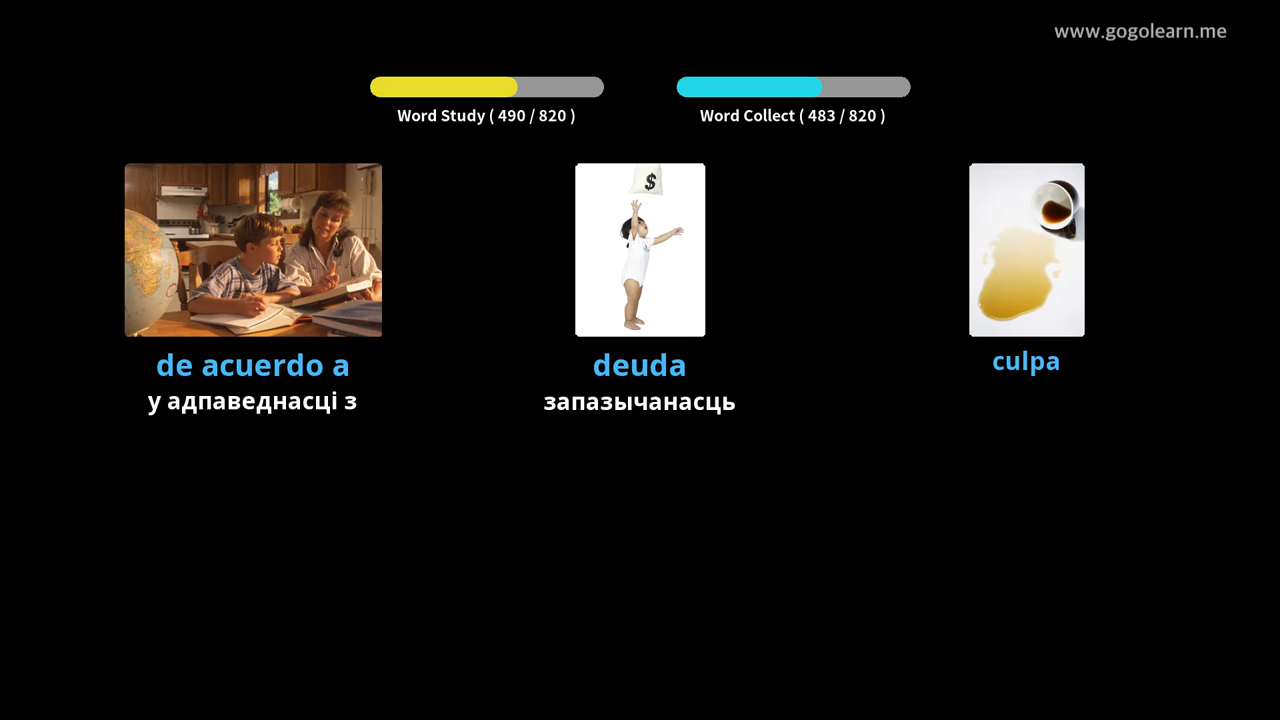 www.gogolearn.me
Word Study ( 490 / 820 )
Word Collect ( 483 / 820 )
$
de acuerdo a
у адпаведнасці з
deuda
запазычанасць
culpa